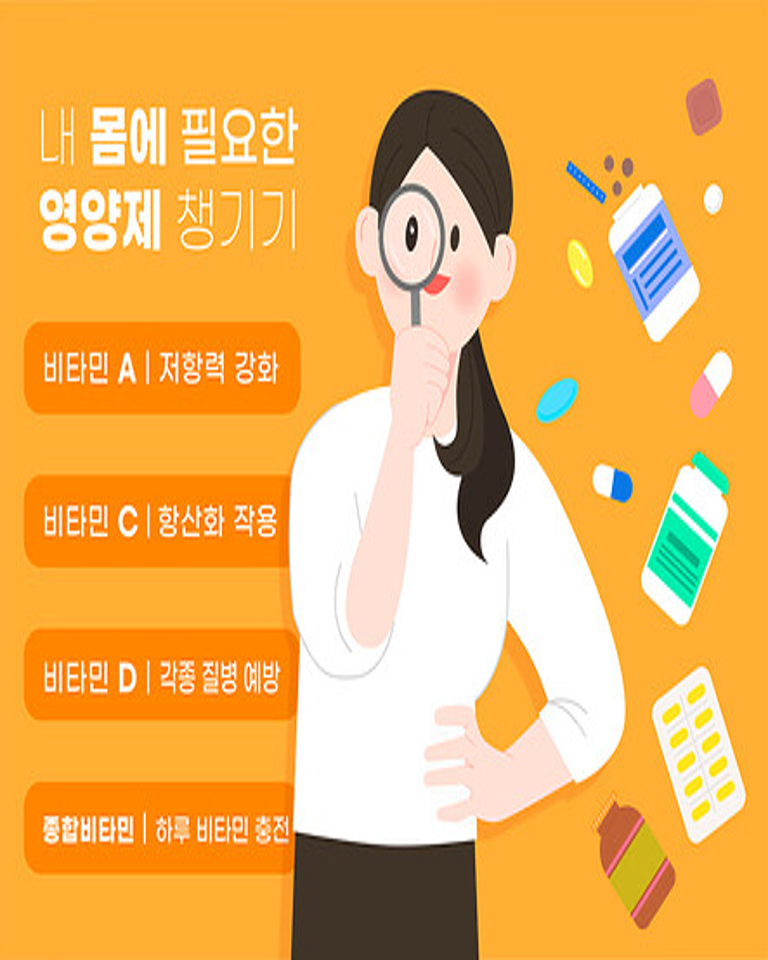 내 몸에 필요한
영양제 챙기기
비타민 A | 저항력 강화
비타민 C | 항산화 작용
비타민 D | 각종 질병 예방
종합비타민 | 하루 비타민 충전